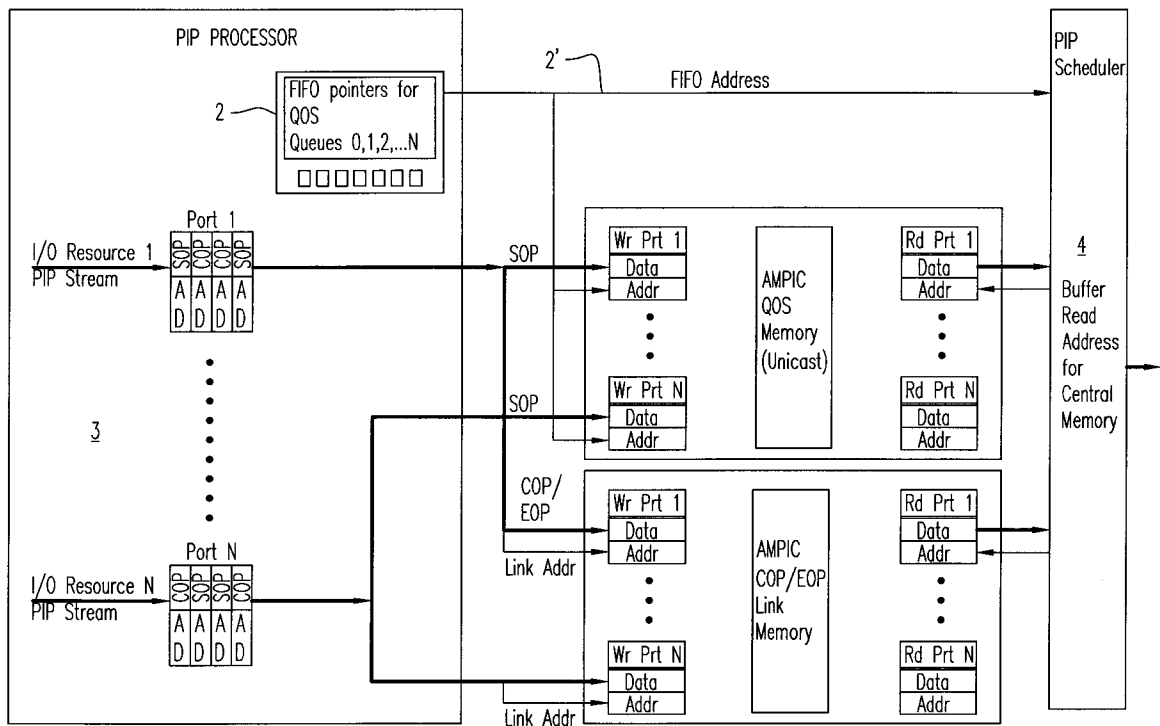 PIP PROCESSOR
2
FIFO pointers for
QOS
Queues 0,1,2,...N
2'
FIFO Address
PIP
Scheduler
Port 1
I/O Resource 1
PIP Stream
SOP COP COP SOP
A A A A
D D D D
SOP
Wr Prt 1
Data
Addr
AMPIC
QOS
Memory
(Unicast)
Rd Prt 1
Data
Addr
4
Buffer
Read
Address
for
Central
Memory
SOP
Wr Prt N
Data
Addr
Rd Prt N
Data
Addr
3
COP/
EOP
Link Addr
Wr Prt 1
Data
Addr
AMPIC
COP/EOP
Link
Memory
Rd Prt 1
Data
Addr
Port N
I/O Resource N
PIP Stream
COP SOP SOP COP
A A A A
D D D D
Link Addr
Wr Prt N
Data
Addr
Rd Prt N
Data
Addr